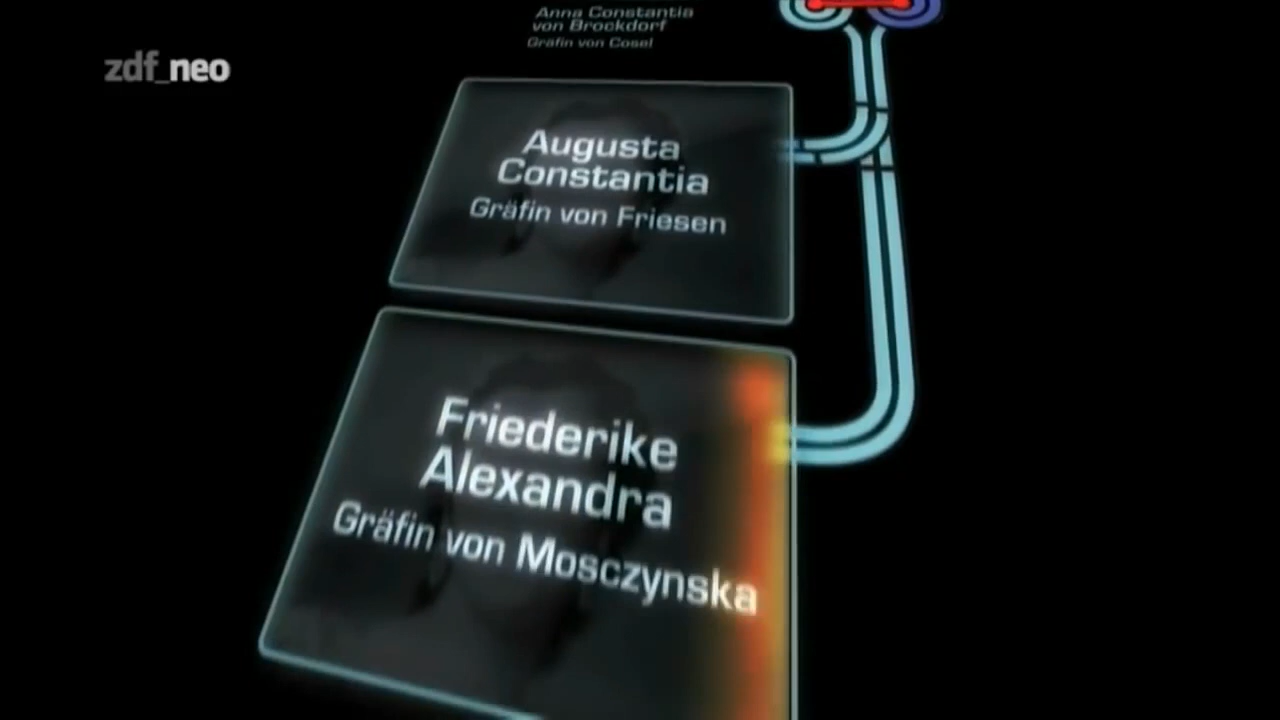 Anna Constantia
von Brockdorf
Gräfin von Cosel
zdf_neo
Augusta
Constantia
Gräfin von Friesen
Friederike
Alexandra
Gräfin von Mosczynska